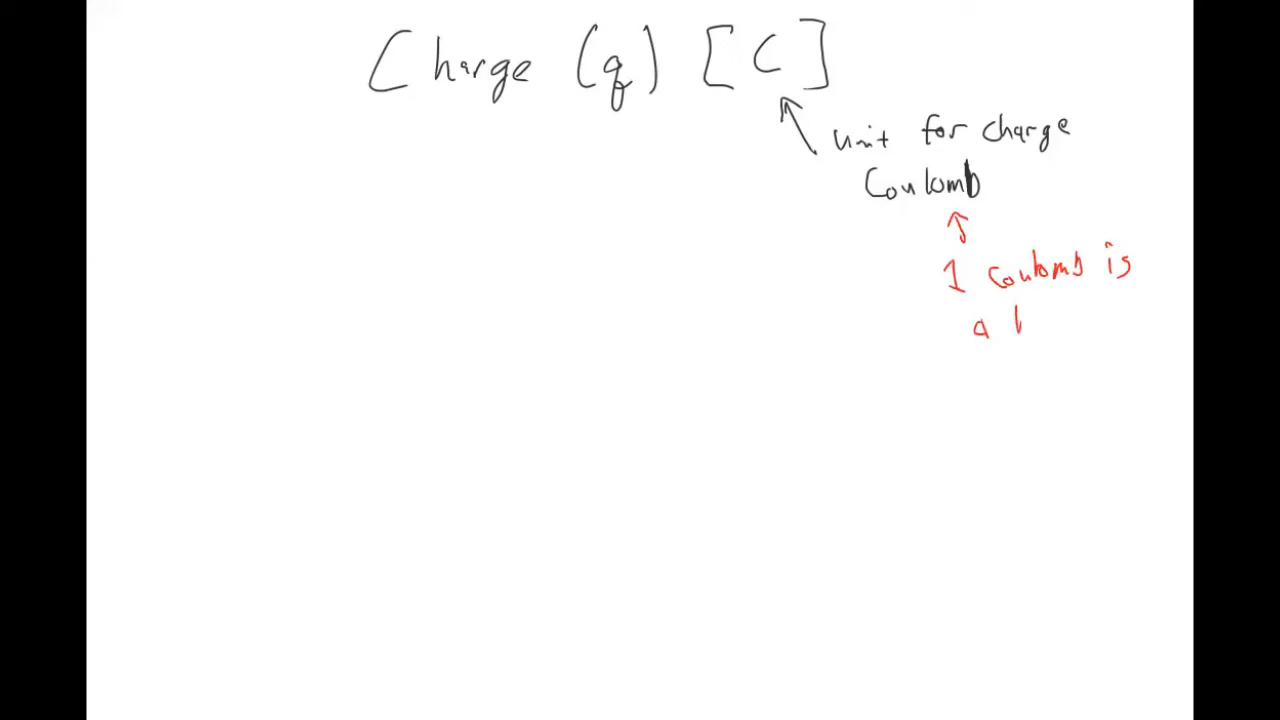 Charge (q) [C]
unit for charge
Coulomb
1 Coulomb is
a l